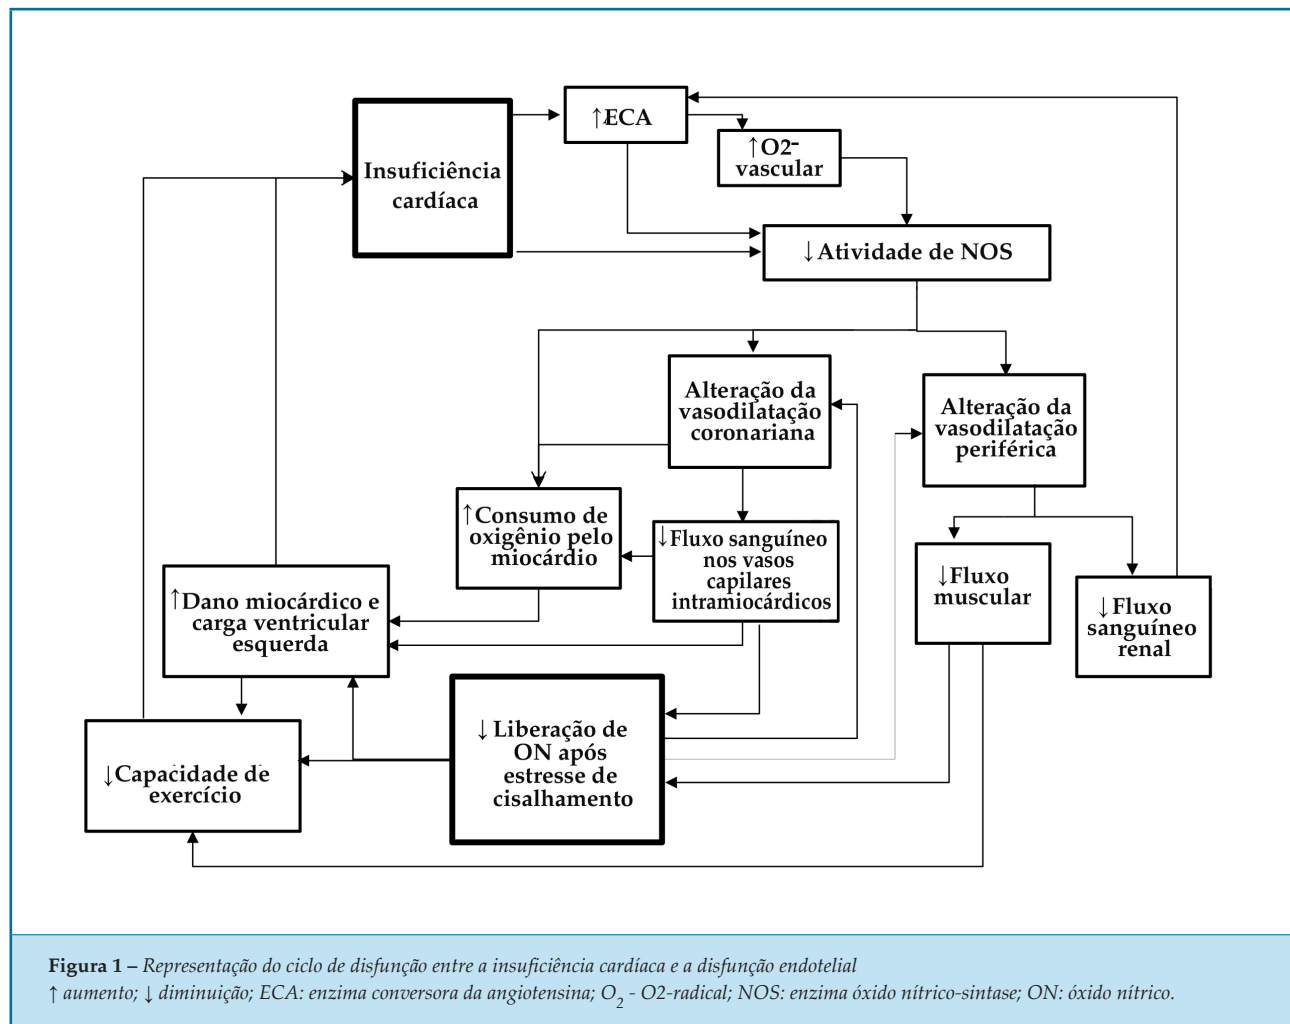 ↑ECA
↑O2-
vascular
Insuficiência
cardíaca
↓Atividade de NOS
Alteração da
vasodilatação
coronariana
Alteração da
vasodilatação
periférica
↑Consumo de
oxigênio pelo
miocárdio
↓Fluxo sanguíneo
nos vasos
capilares
intramiocárdicos
↓Fluxo
muscular
↓Fluxo
sanguíneo
renal
↑Dano miocárdico e
carga ventricular
esquerda
↓Liberação de
ON após
estresse de
cisalhamento
↓Capacidade de
exercício
Figura 1 – Representação do ciclo de disfunção entre a insuficiência cardíaca e a disfunção endotelial
↑ aumento; ↓ diminuição; ECA: enzima conversora da angiotensina; O2 - O2-radical; NOS: enzima óxido nítrico-sintase; ON: óxido nítrico.